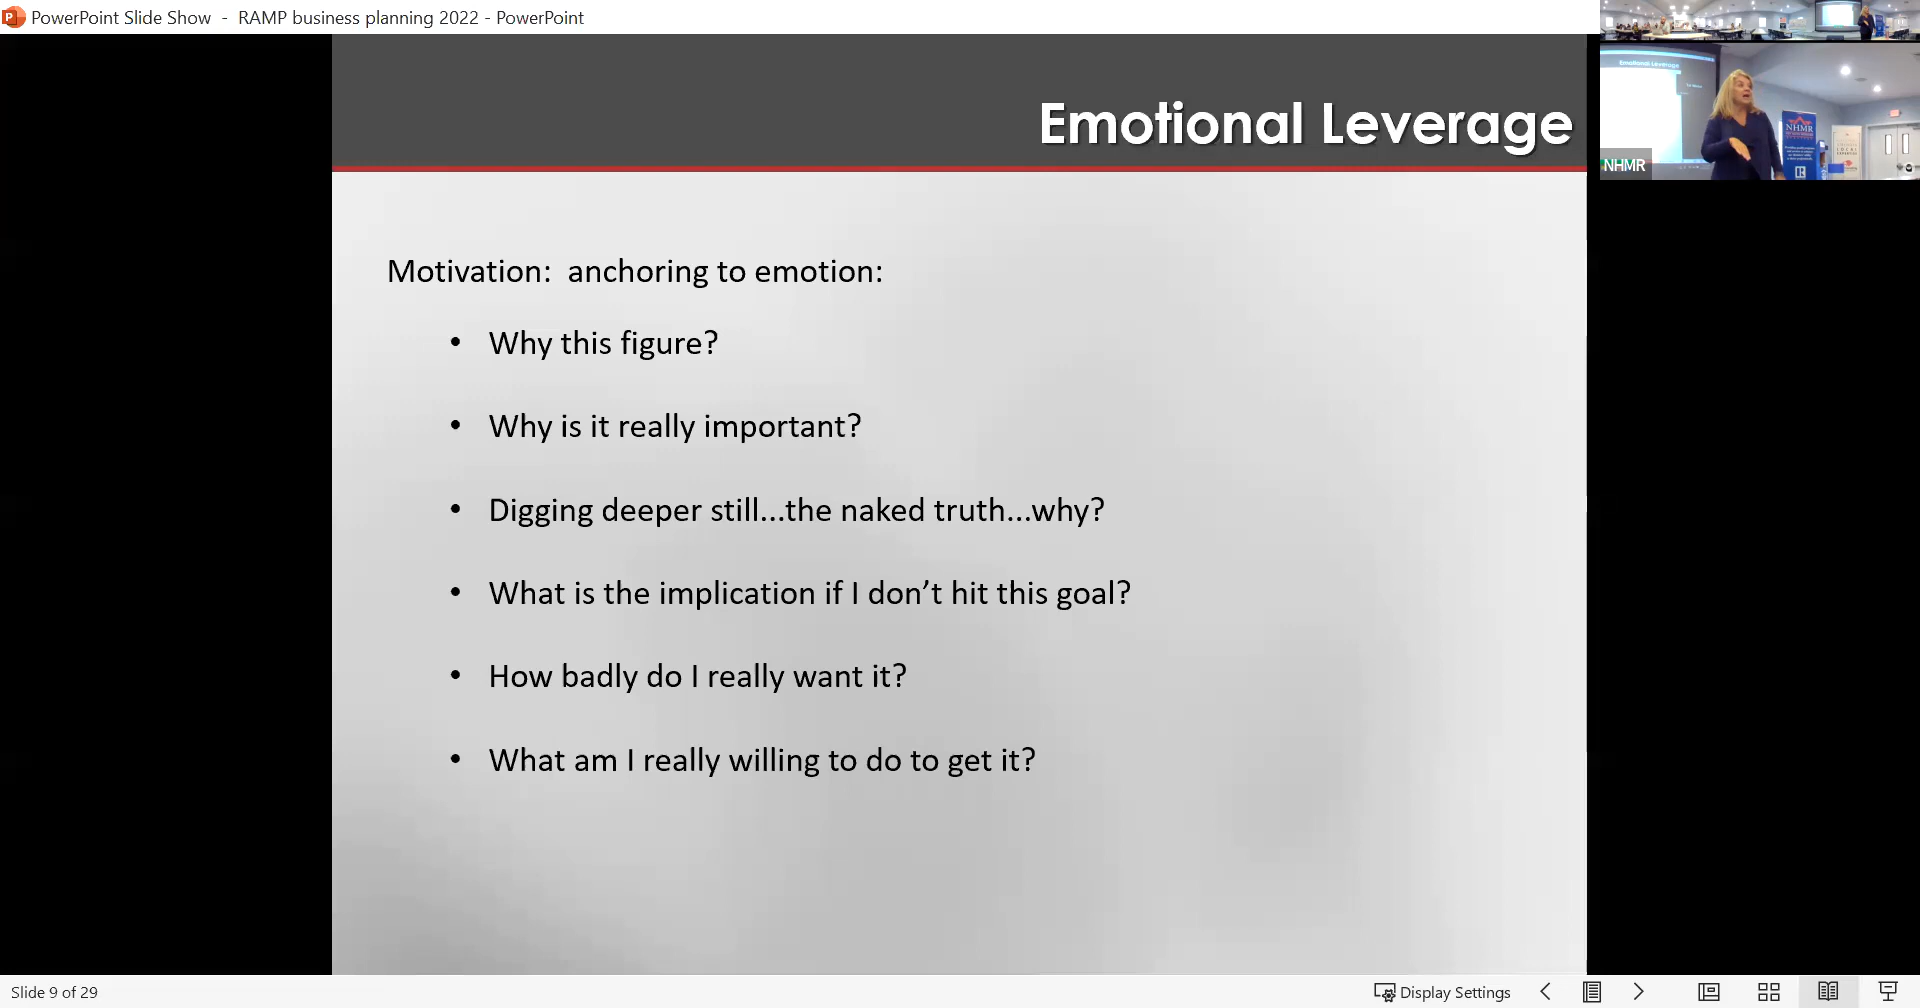 PowerPoint Slide Show - RAMP business planning 2022 - PowerPoint
Emotional Leverage
Emotional Leverage
NHMR
NHMR
Motivation: anchoring to emotion:
• Why this figure?
• Why is it really important?
• Digging deeper still...the naked truth...why?
• What is the implication if I don’t hit this goal?
• How badly do I really want it?
• What am I really willing to do to get it?
Slide 9 of 29
Display Settings